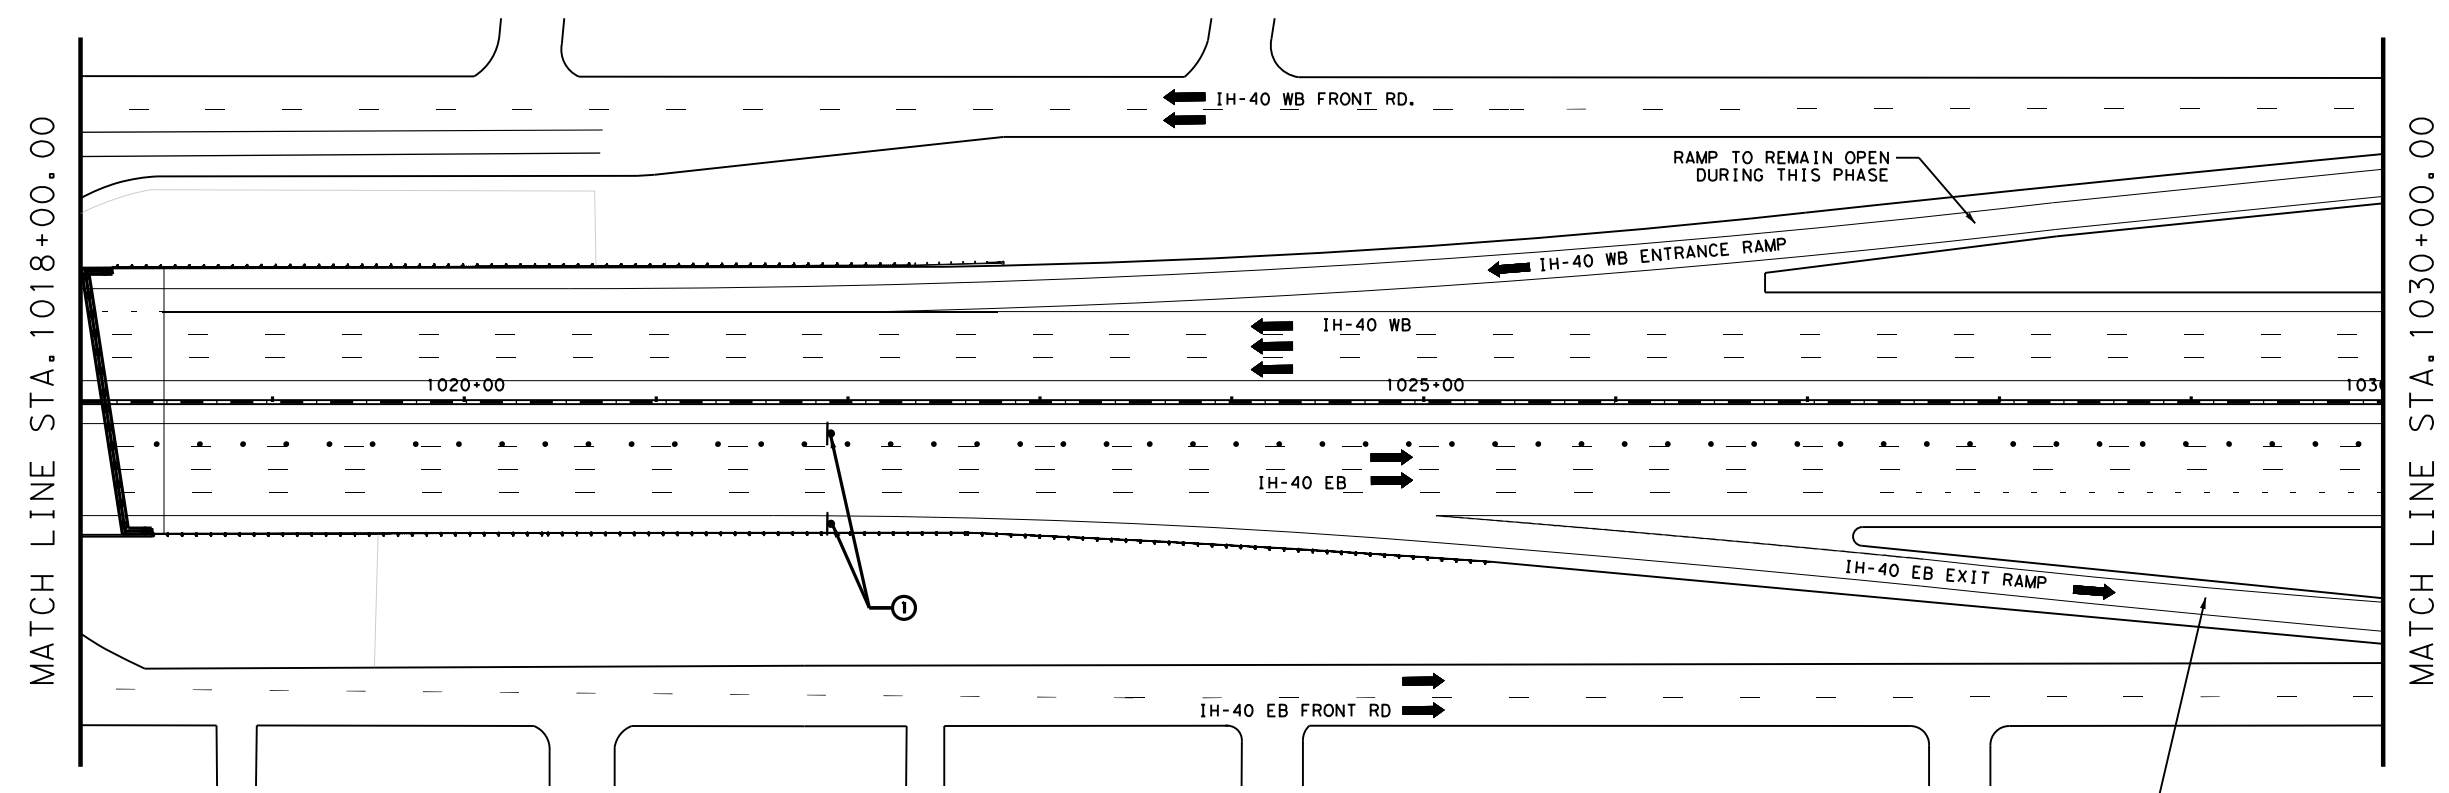 MATCH LINE STA. 1018+00.00
IH-40 WB FRONT RD.
RAMP TO REMAIN OPEN
DURING THIS PHASE
IH-40 WB ENTRANCE RAMP
IH-40 WB
1020+00
1025+00
103
IH-40 EB
IH-40 EB EXIT RAMP
1
IH-40 EB FRONT RD
MATCH LINE STA. 1030+00.00